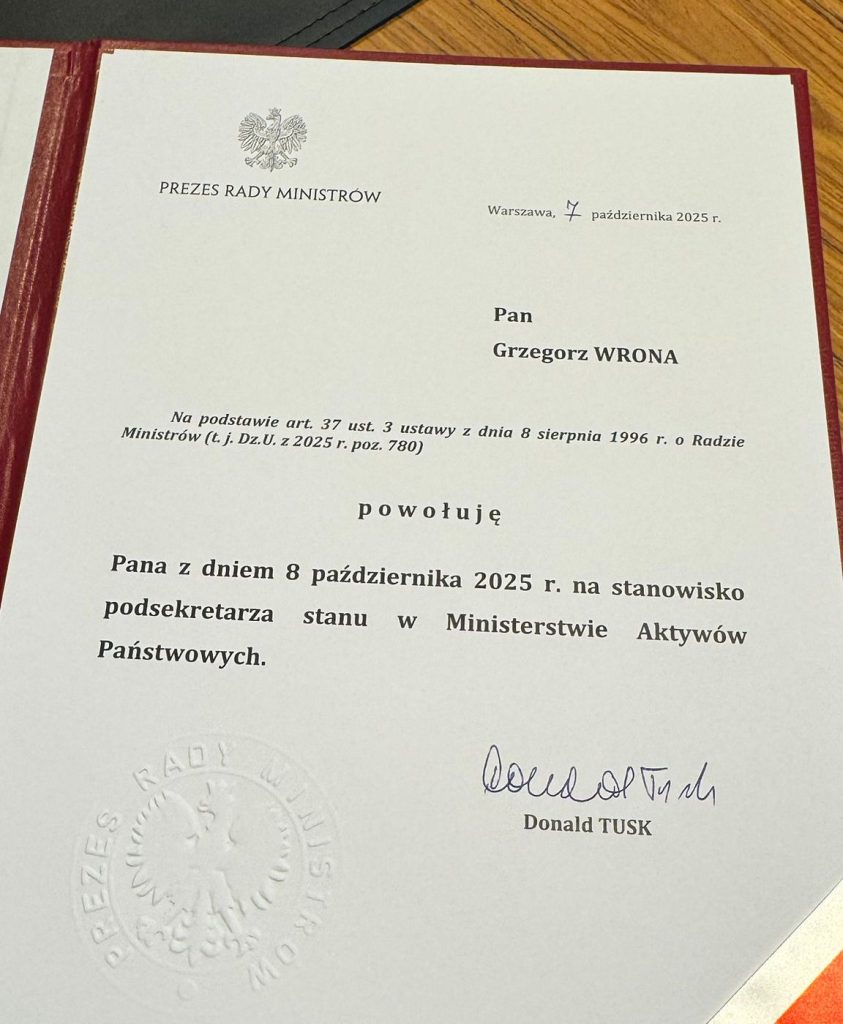 PREZES RADY MINISTRÓW
Warszawa, 7 października 2025 r.
Pan
Grzegorz WRONA
Na podstawie art. 37 ust. 3 ustawy z dnia 8 sierpnia 1996 r. o Radzie
Ministrów (t. j. Dz.U. z 2025 r. poz. 780)
powołuję
Pana z dniem 8 października 2025 r. na stanowisko
podsekretarza stanu w Ministerstwie Aktywów
Państwowych.
Donald Tusk
Donald TUSK
PREZES RADY MINISTRÓW